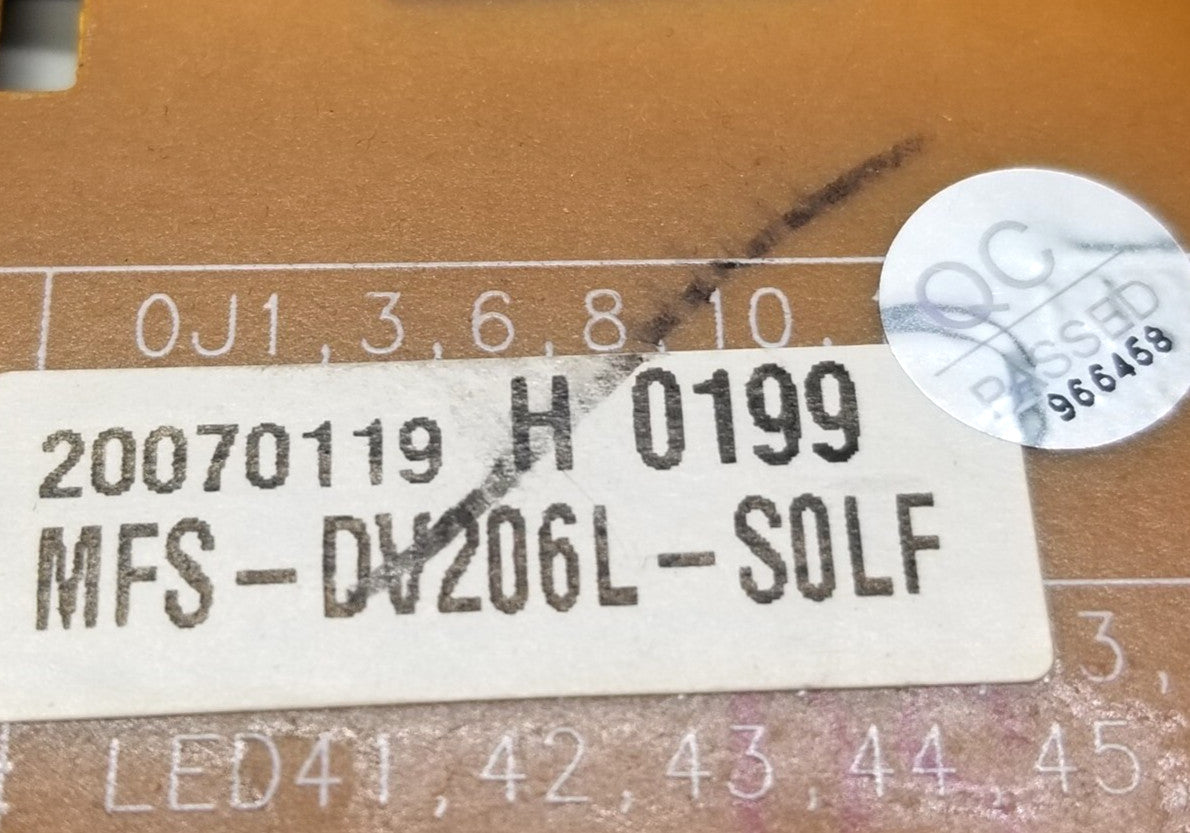 0J1,3,6,8,10,
QC
PASSED
966468
20070119 H 0199
MFS-DV206L-S0LF
3,
LED41,42,43,44,45,